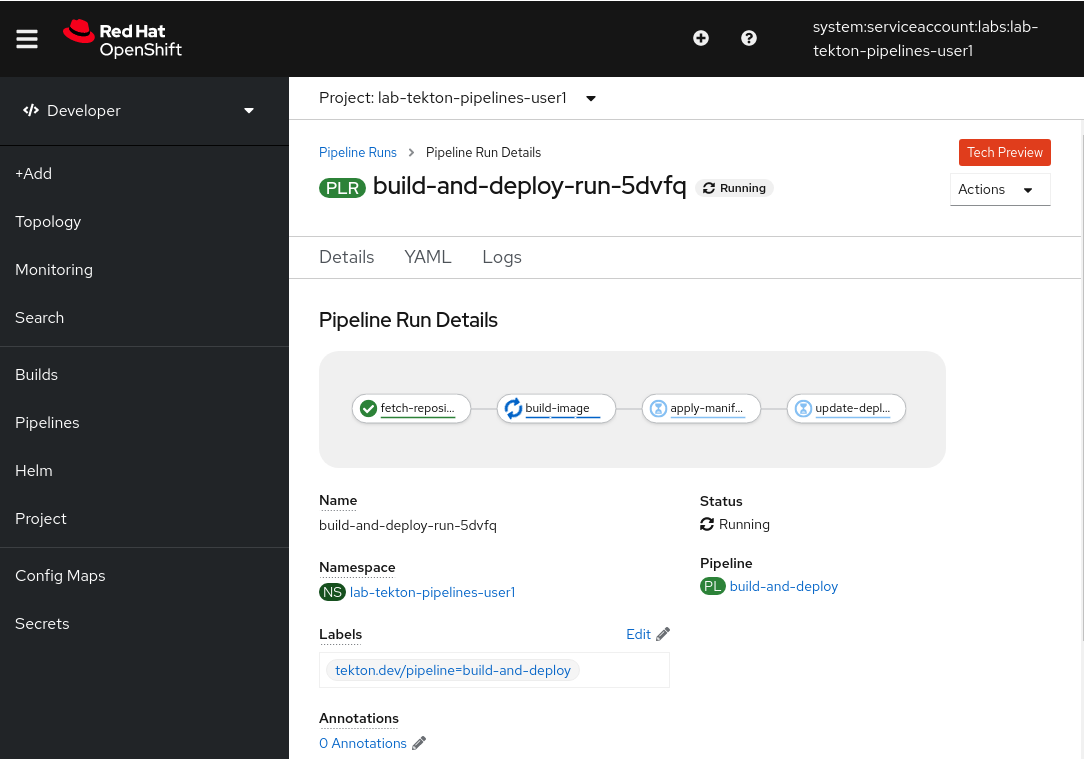 Red Hat
OpenShift
system:serviceaccount:labs:lab-
tekton-pipelines-user1
Developer
+Add
Topology
Monitoring
Search
Builds
Pipelines
Helm
Project
Config Maps
Secrets
Project: lab-tekton-pipelines-user1
Pipeline Runs > Pipeline Run Details
Tech Preview
PLR build-and-deploy-run-5dvfq Running
Actions
Details YAML Logs
Pipeline Run Details
fetch-reposi... build-image apply-manif... update-depl...
Name
build-and-deploy-run-5dvfq
Namespace
NS lab-tekton-pipelines-user1
Labels Edit
tekton.dev/pipeline=build-and-deploy
Annotations
0 Annotations
Status
Running
Pipeline
PL build-and-deploy